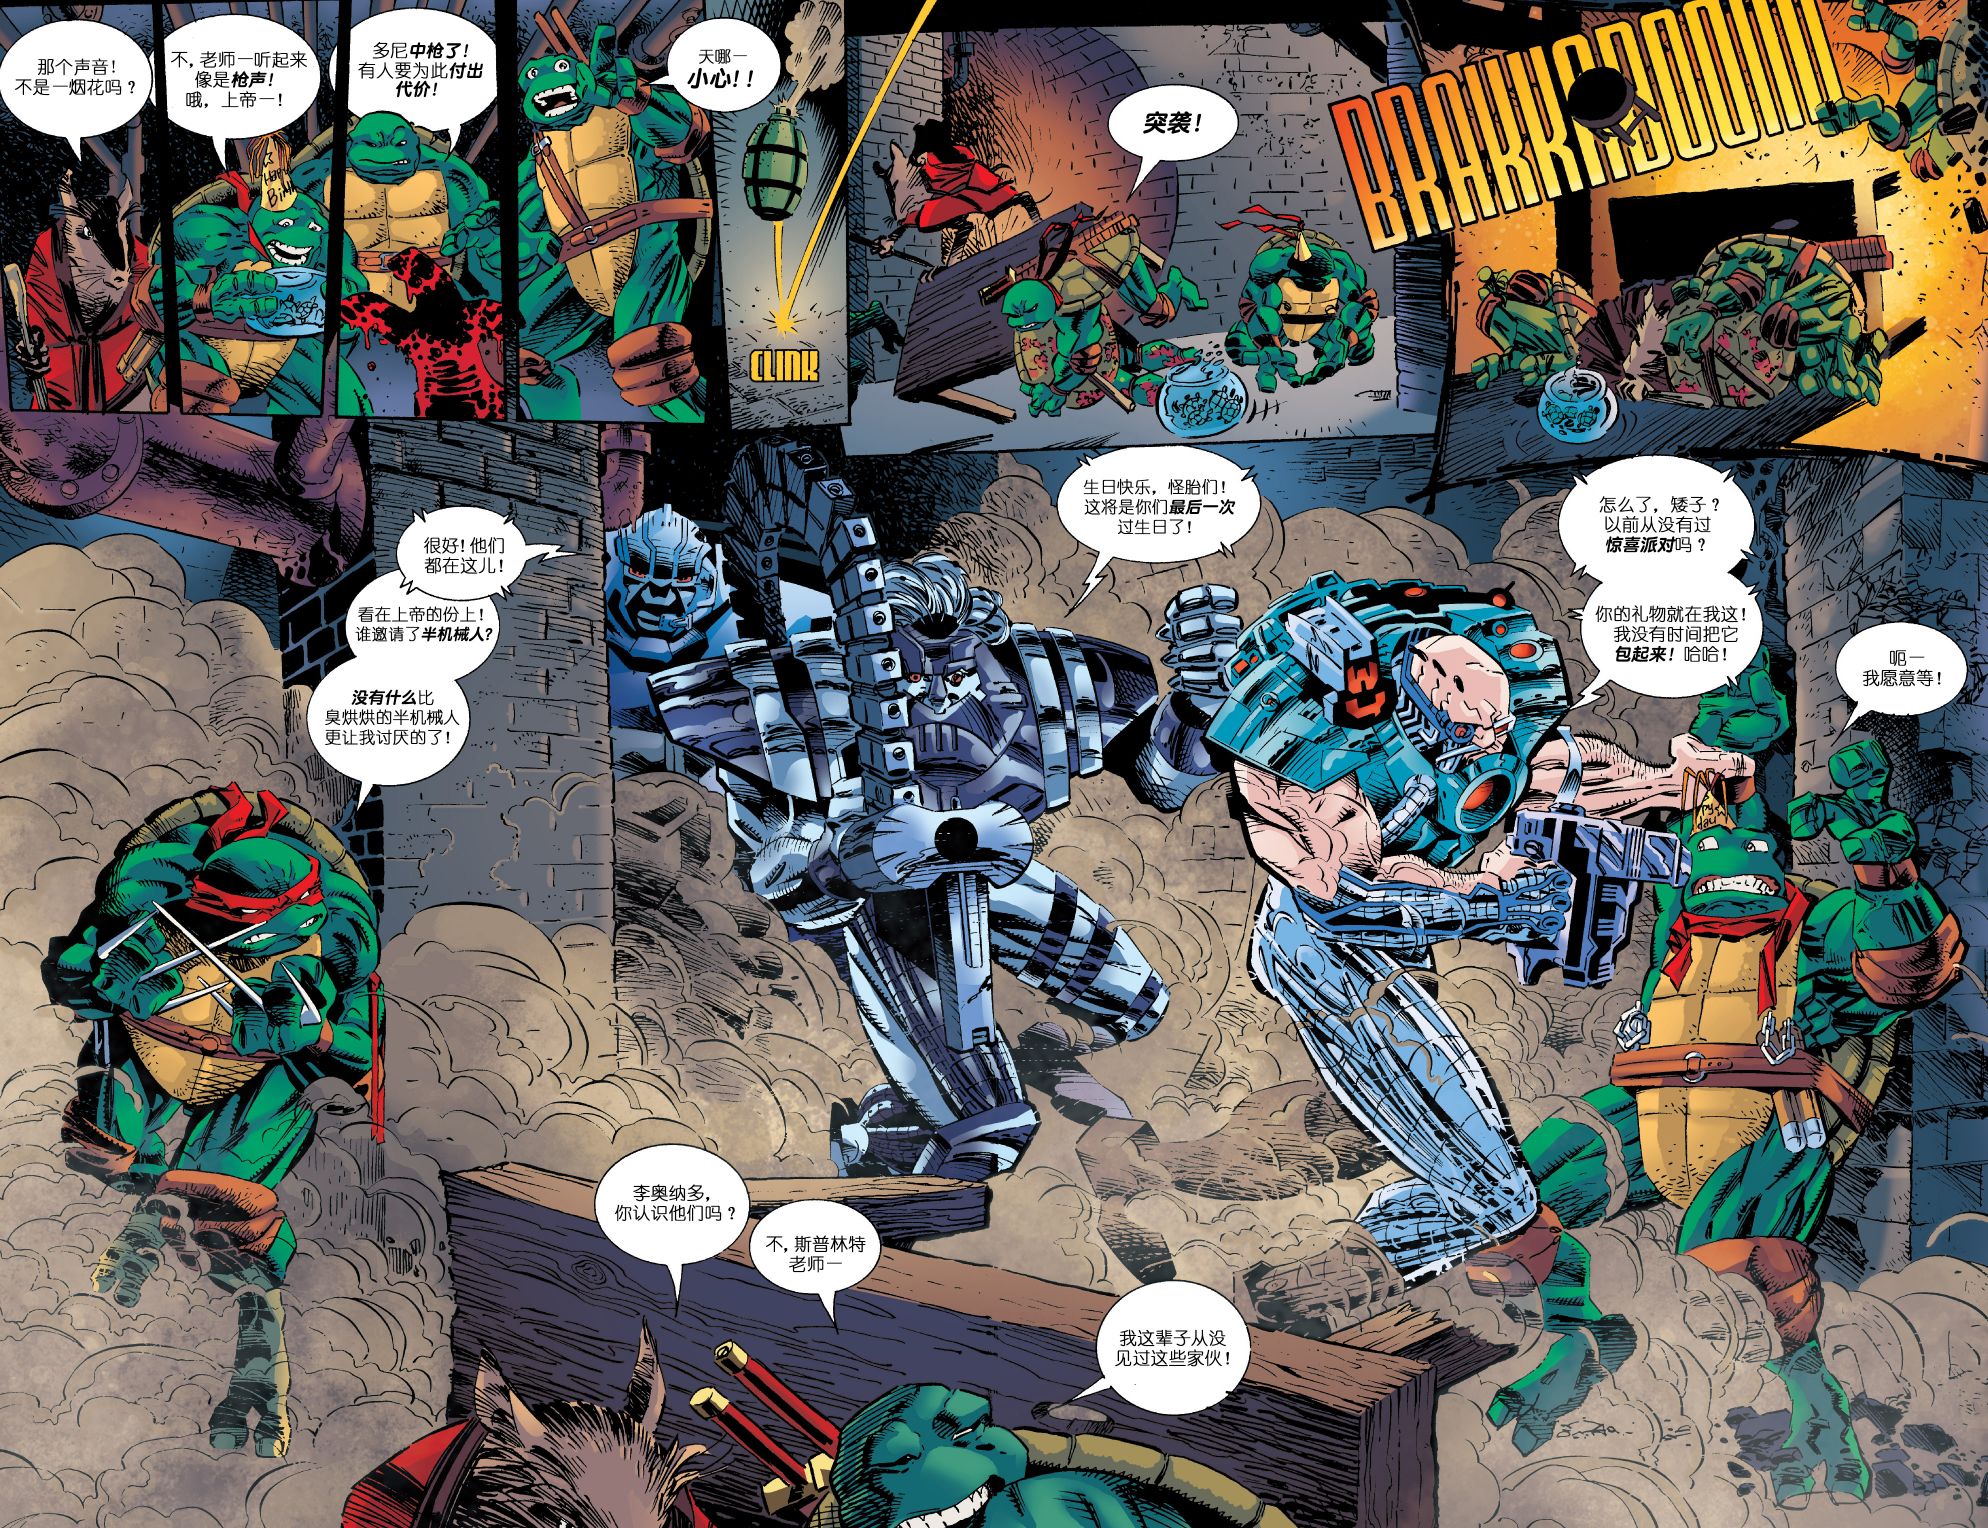 那个声音！
不是一烟花吗？
不，老师一听起来
像是枪声！
哦，上帝一！
多尼中枪了！
有人要为此付出
代价！
天哪一
小心！！
CLINK
突袭！
BRAKKABOOM
很好！他们
都在这儿！
看在上帝的份上！
谁邀请了半机械人？
没有什么比
臭烘烘的半机械人
更让我讨厌的了！
生日快乐，怪胎们！
这将是你们最后一次
过生日了！
怎么了，矮子？
以前从没有过
惊喜派对吗？
你的礼物就在我这！
我没有时间把它
包起来！哈哈！
呃一
我愿意等！
李奥纳多，
你认识他们吗？
不，斯普林特
老师一
我这辈子从没
见过这些家伙！